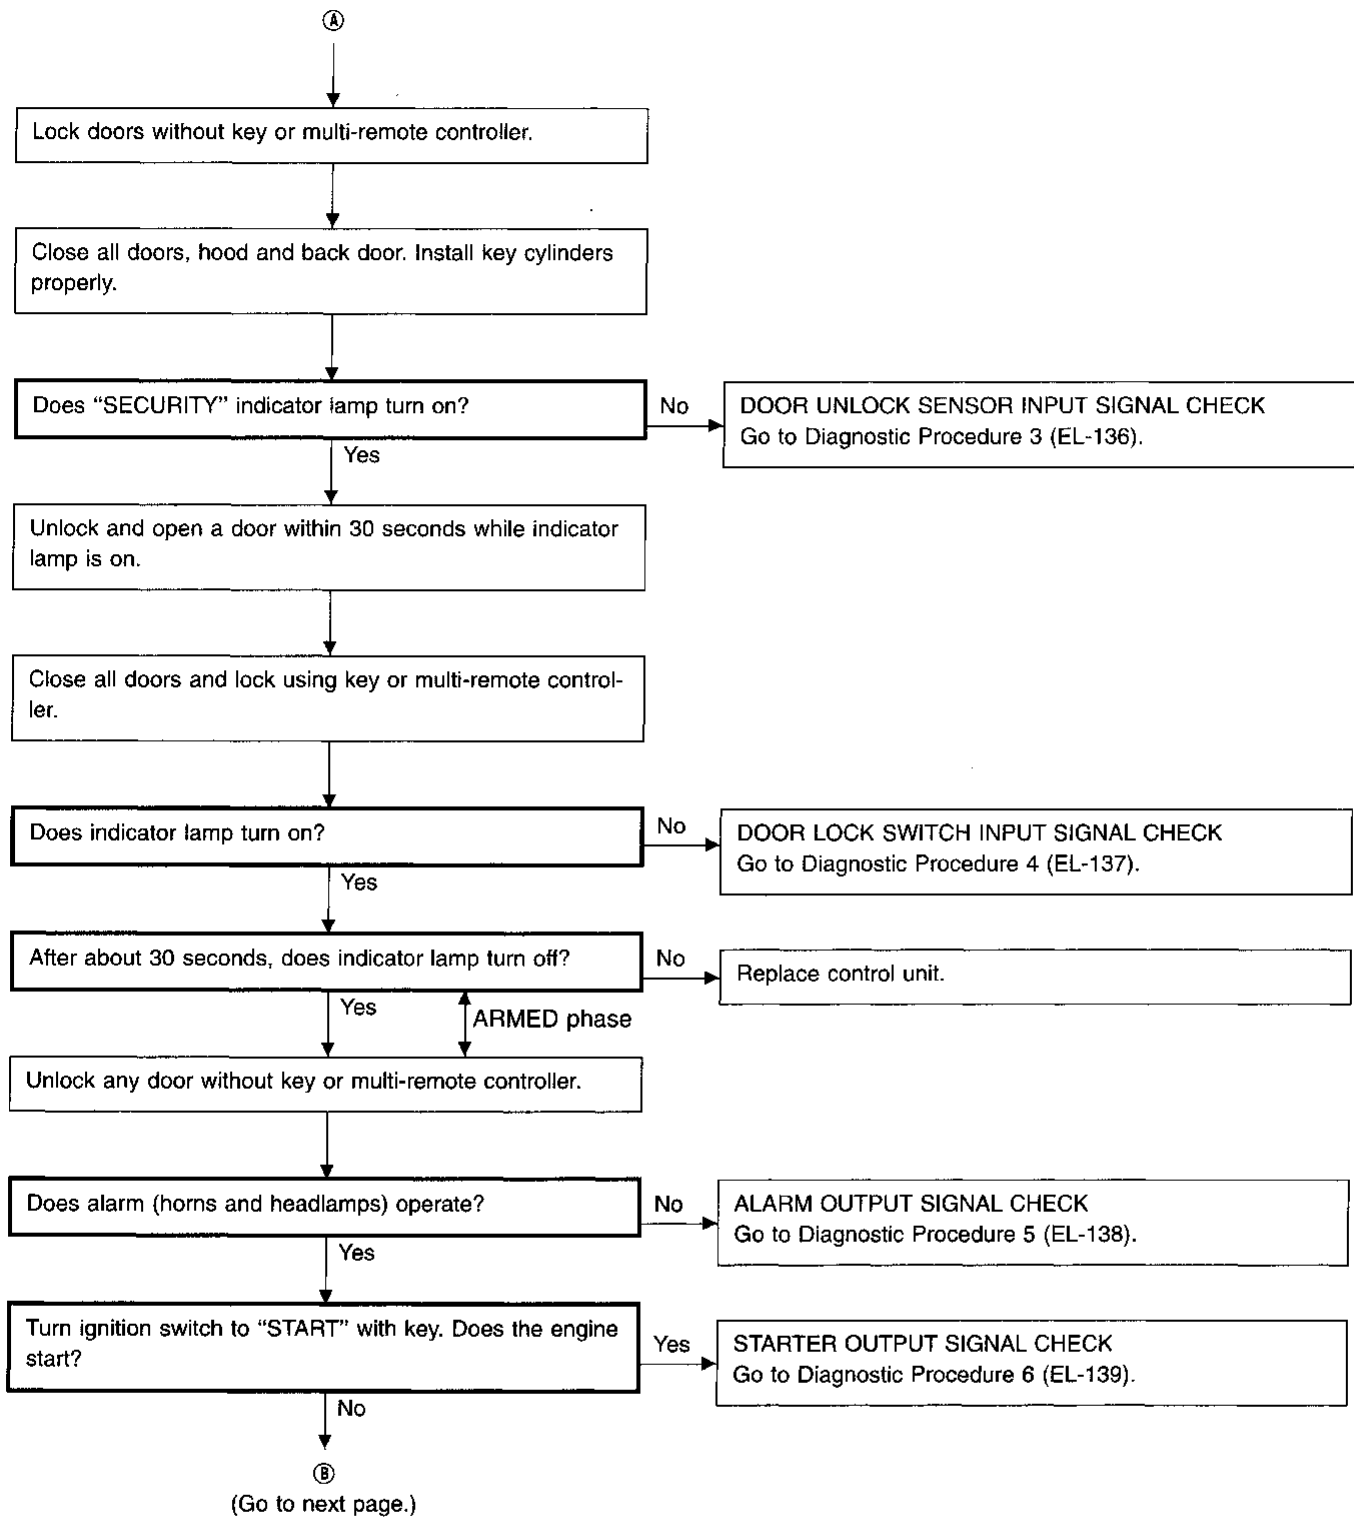 Ⓐ
Lock doors without key or multi-remote controller.
Close all doors, hood and back door. Install key cylinders
properly.
Does “SECURITY” indicator lamp turn on?
No
DOOR UNLOCK SENSOR INPUT SIGNAL CHECK
Go to Diagnostic Procedure 3 (EL-136).
Yes
Unlock and open a door within 30 seconds while indicator
lamp is on.
Close all doors and lock using key or multi-remote control-
ler.
Does indicator lamp turn on?
No
DOOR LOCK SWITCH INPUT SIGNAL CHECK
Go to Diagnostic Procedure 4 (EL-137).
Yes
After about 30 seconds, does indicator lamp turn off?
No
Replace control unit.
Yes
ARMED phase
Unlock any door without key or multi-remote controller.
Does alarm (horns and headlamps) operate?
No
ALARM OUTPUT SIGNAL CHECK
Go to Diagnostic Procedure 5 (EL-138).
Yes
Turn ignition switch to “START” with key. Does the engine
start?
Yes
STARTER OUTPUT SIGNAL CHECK
Go to Diagnostic Procedure 6 (EL-139).
No
Ⓑ
(Go to next page.)